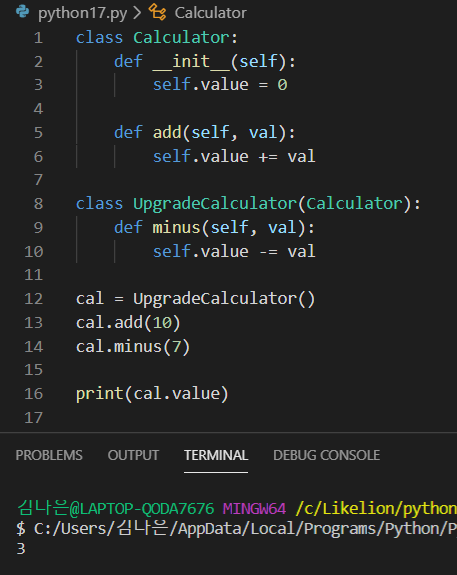 python17.py > Calculator
1 class Calculator:
2     def __init__(self):
3         self.value = 0
4
5     def add(self, val):
6         self.value += val
7
8 class UpgradeCalculator(Calculator):
9     def minus(self, val):
10         self.value -= val
11
12 cal = UpgradeCalculator()
13 cal.add(10)
14 cal.minus(7)
15
16 print(cal.value)
17
PROBLEMS OUTPUT TERMINAL DEBUG CONSOLE
김나은@LAPTOP-QODA7676 MINGW64 /c/Likelion/python
$ C:/Users/김나은/AppData/Local/Programs/Python/P
3